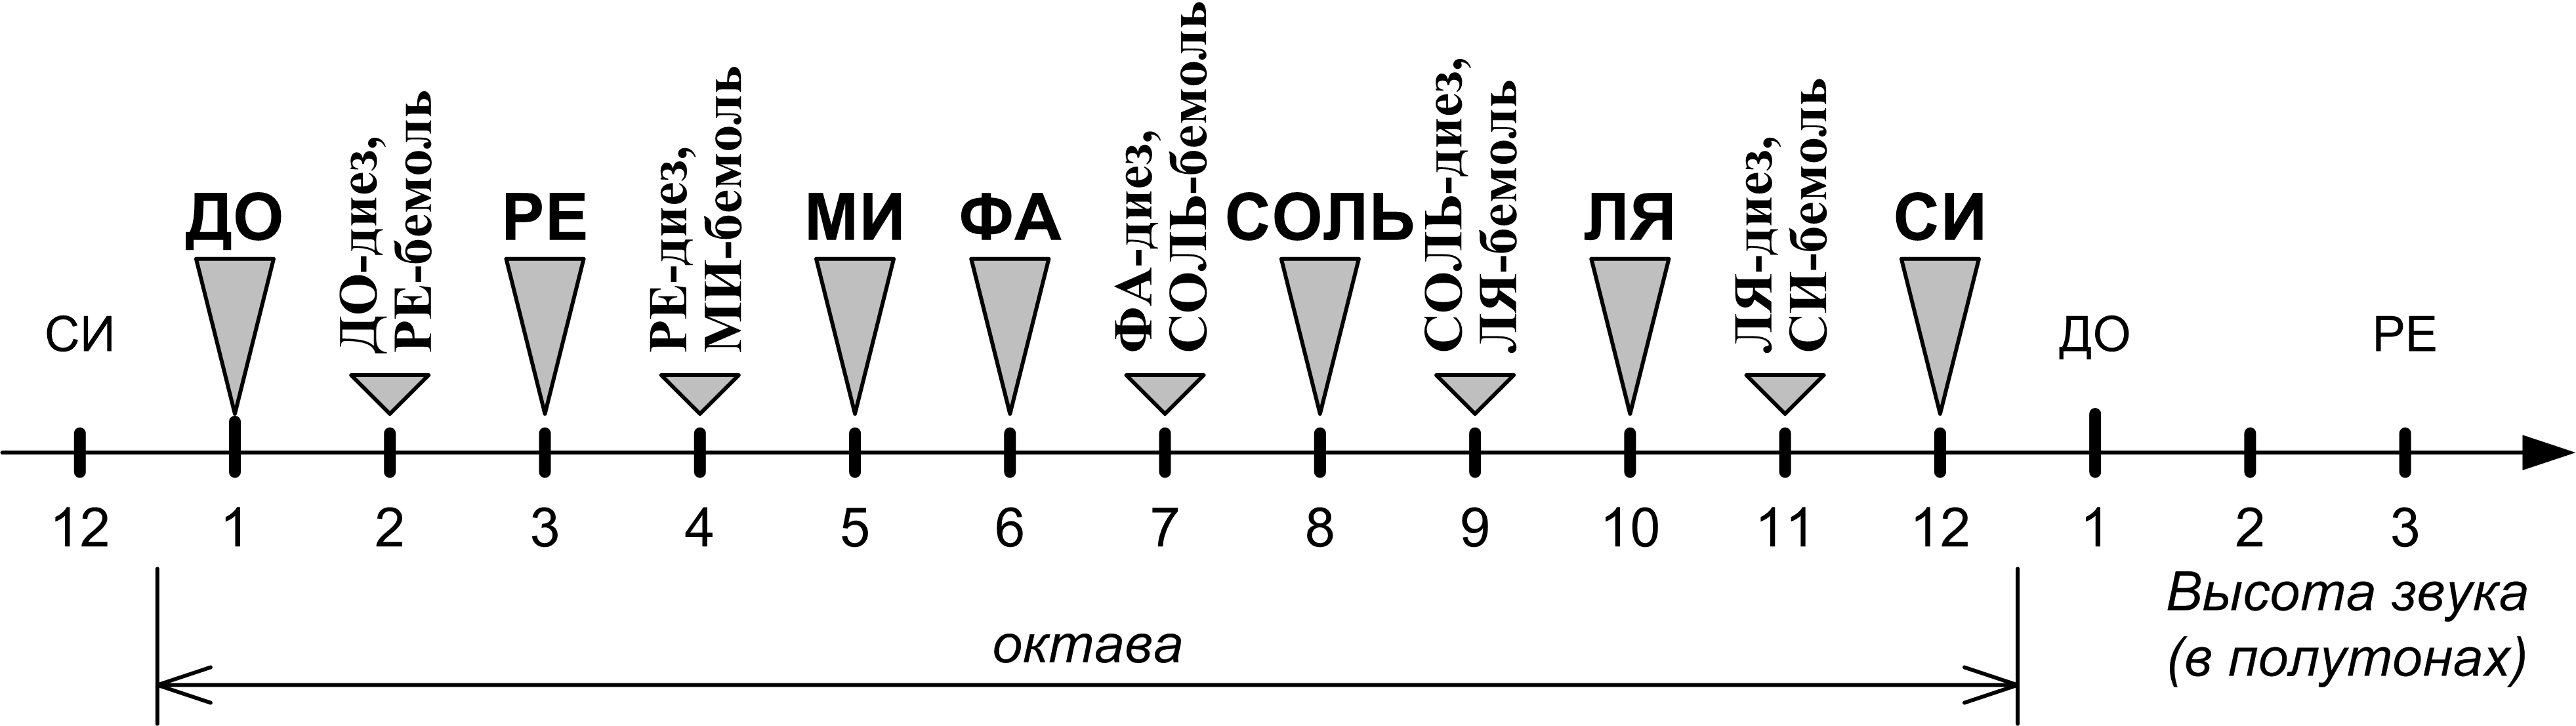 ДО-диез,
РЕ-бемоль
РЕ-диез,
МИ-бемоль
ФА-диез,
СОЛЬ-бемоль
СОЛЬ-диез,
ЛЯ-бемоль
ЛЯ-диез,
СИ-бемоль
ДО РЕ МИ ФА СОЛЬ ЛЯ СИ
СИ ДО РЕ
12 1 2 3 4 5 6 7 8 9 10 11 12 1 2 3
октава
Высота звука
(в полутонах)